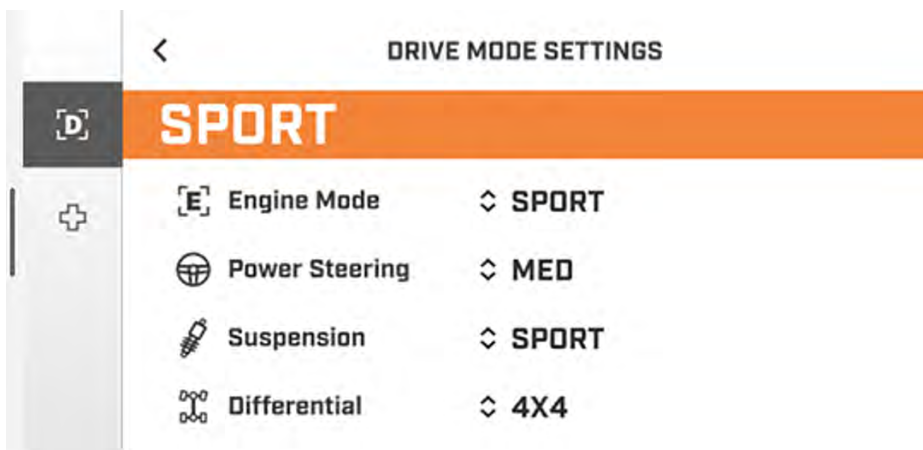 DRIVE MODE SETTINGS
[D] SPORT
[E] Engine Mode SPORT
Power Steering MED
Suspension SPORT
Differential 4X4